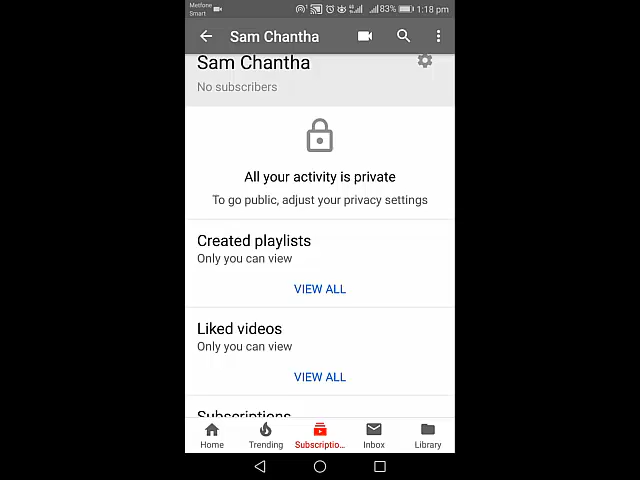 Metfone
Smart
83% 1:18 pm
Sam Chantha
Sam Chantha
No subscribers
All your activity is private
To go public, adjust your privacy settings
Created playlists
Only you can view
VIEW ALL
Liked videos
Only you can view
VIEW ALL
Subscriptions
Home Trending Subscriptio... Inbox Library